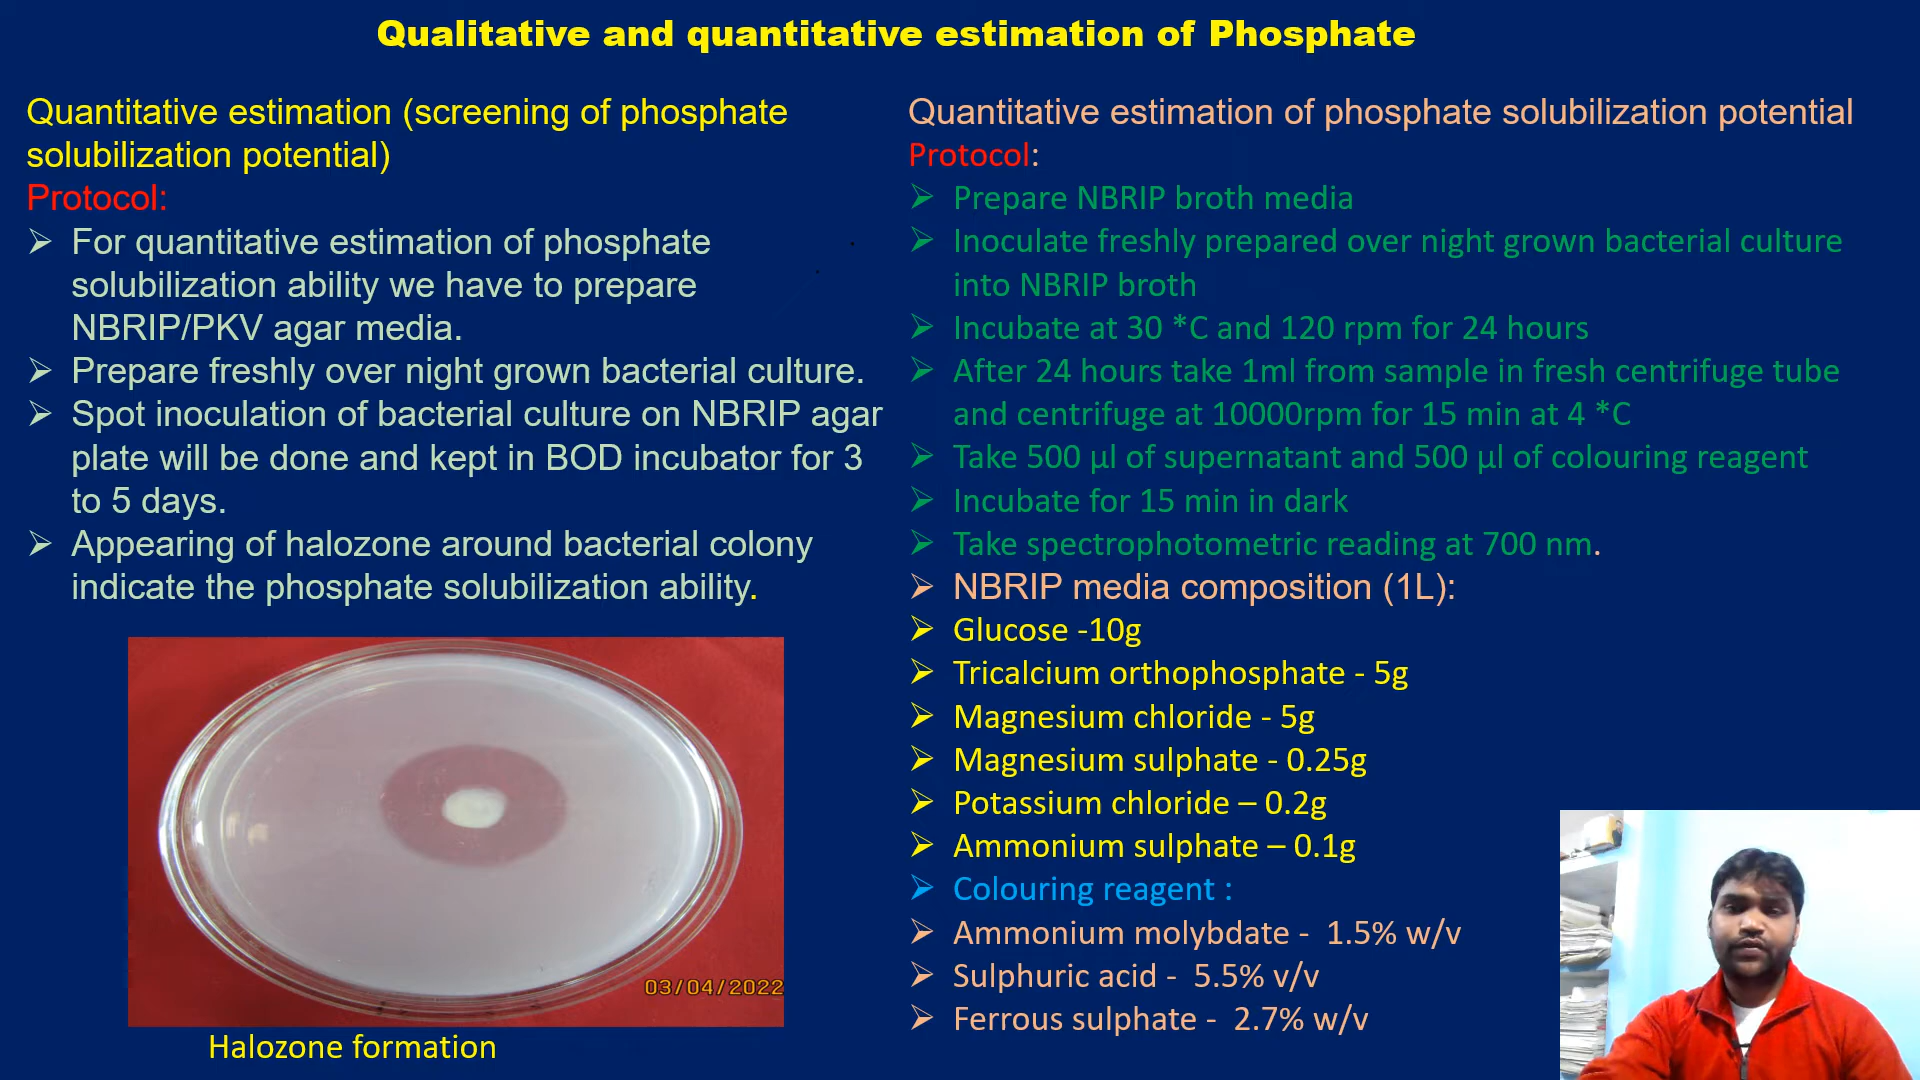 Qualitative and quantitative estimation of Phosphate
Quantitative estimation (screening of phosphate
solubilization potential)
Protocol:
➢ For quantitative estimation of phosphate
solubilization ability we have to prepare
NBRIP/PKV agar media.
➢ Prepare freshly over night grown bacterial culture.
➢ Spot inoculation of bacterial culture on NBRIP agar
plate will be done and kept in BOD incubator for 3
to 5 days.
➢ Appearing of halozone around bacterial colony
indicate the phosphate solubilization ability.
03/04/2022
Halozone formation
Quantitative estimation of phosphate solubilization potential
Protocol:
➢ Prepare NBRIP broth media
➢ Inoculate freshly prepared over night grown bacterial culture
into NBRIP broth
➢ Incubate at 30 *C and 120 rpm for 24 hours
➢ After 24 hours take 1ml from sample in fresh centrifuge tube
and centrifuge at 10000rpm for 15 min at 4 *C
➢ Take 500 µl of supernatant and 500 µl of colouring reagent
➢ Incubate for 15 min in dark
➢ Take spectrophotometric reading at 700 nm.
➢ NBRIP media composition (1L):
➢ Glucose -10g
➢ Tricalcium orthophosphate - 5g
➢ Magnesium chloride - 5g
➢ Magnesium sulphate - 0.25g
➢ Potassium chloride – 0.2g
➢ Ammonium sulphate – 0.1g
➢ Colouring reagent :
➢ Ammonium molybdate - 1.5% w/v
➢ Sulphuric acid - 5.5% v/v
➢ Ferrous sulphate - 2.7% w/v